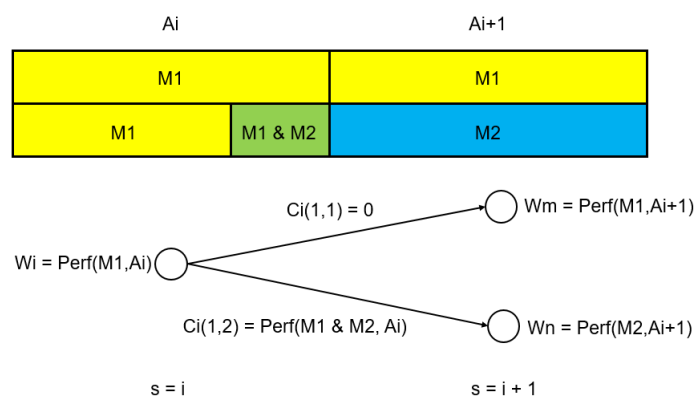 Ai Ai+1
M1 M1
M1 M1 & M2 M2
Ci(1,1) = 0
Wm = Perf(M1,Ai+1)
Wi = Perf(M1,Ai)
Ci(1,2) = Perf(M1 & M2, Ai)
Wn = Perf(M2,Ai+1)
s = i s = i + 1